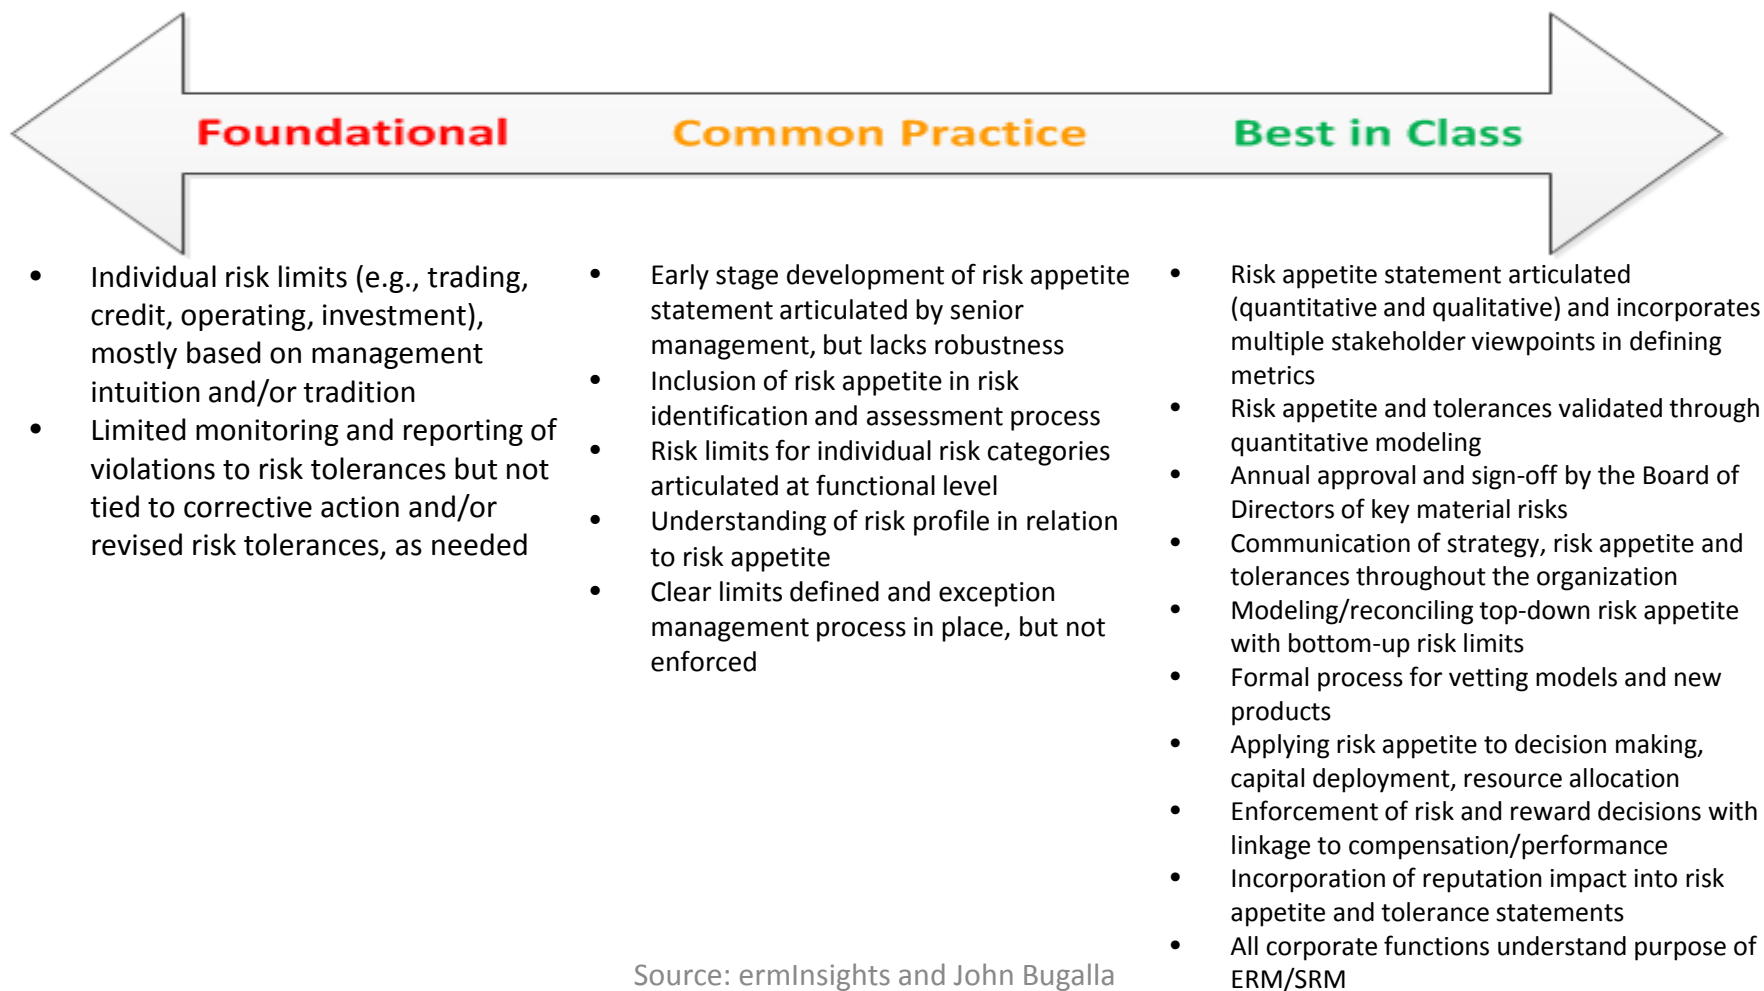 Foundational
Common Practice
Best in Class
• Individual risk limits (e.g., trading,
credit, operating, investment),
mostly based on management
intuition and/or tradition
• Limited monitoring and reporting of
violations to risk tolerances but not
tied to corrective action and/or
revised risk tolerances, as needed
• Early stage development of risk appetite
statement articulated by senior
management, but lacks robustness
• Inclusion of risk appetite in risk
identification and assessment process
• Risk limits for individual risk categories
articulated at functional level
• Understanding of risk profile in relation
to risk appetite
• Clear limits defined and exception
management process in place, but not
enforced
• Risk appetite statement articulated
(quantitative and qualitative) and incorporates
multiple stakeholder viewpoints in defining
metrics
• Risk appetite and tolerances validated through
quantitative modeling
• Annual approval and sign-off by the Board of
Directors of key material risks
• Communication of strategy, risk appetite and
tolerances throughout the organization
• Modeling/reconciling top-down risk appetite
with bottom-up risk limits
• Formal process for vetting models and new
products
• Applying risk appetite to decision making,
capital deployment, resource allocation
• Enforcement of risk and reward decisions with
linkage to compensation/performance
• Incorporation of reputation impact into risk
appetite and tolerance statements
• All corporate functions understand purpose of
ERM/SRM
Source: ermInsights and John Bugalla